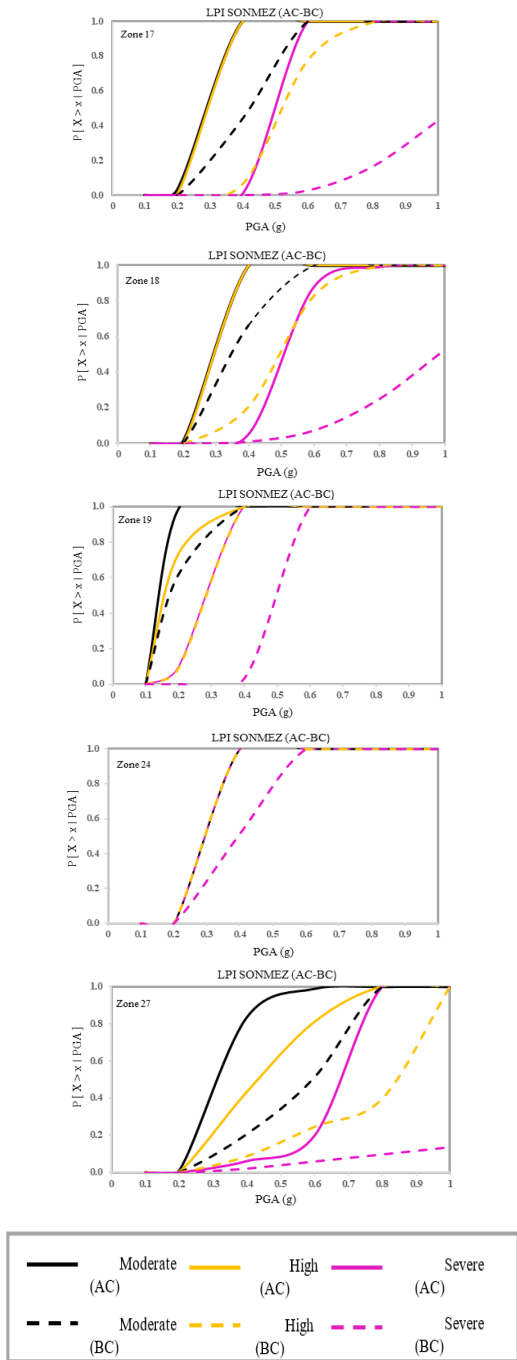 LPI SONMEZ (AC-BC)
Zone 17
P [ X > x | PGA]
1.0
0.8
0.6
0.4
0.2
0.0
0 0.1 0.2 0.3 0.4 0.5 0.6 0.7 0.8 0.9 1
PGA (g)
LPI SONMEZ (AC-BC)
Zone 18
P [ X > x | PGA]
1.0
0.8
0.6
0.4
0.2
0.0
0 0.1 0.2 0.3 0.4 0.5 0.6 0.7 0.8 0.9 1
PGA (g)
LPI SONMEZ (AC-BC)
Zone 19
P [ X > x | PGA]
1.0
0.8
0.6
0.4
0.2
0.0
0 0.1 0.2 0.3 0.4 0.5 0.6 0.7 0.8 0.9 1
PGA (g)
LPI SONMEZ (AC-BC)
Zone 24
P [ X > x | PGA]
1.0
0.8
0.6
0.4
0.2
0.0
0 0.1 0.2 0.3 0.4 0.5 0.6 0.7 0.8 0.9 1
PGA (g)
LPI SONMEZ (AC-BC)
Zone 27
P [ X > x | PGA]
1.0
0.8
0.6
0.4
0.2
0.0
0 0.1 0.2 0.3 0.4 0.5 0.6 0.7 0.8 0.9 1
PGA (g)
Moderate High Severe
(AC) (AC) (AC)
Moderate High Severe
(BC) (BC) (BC)